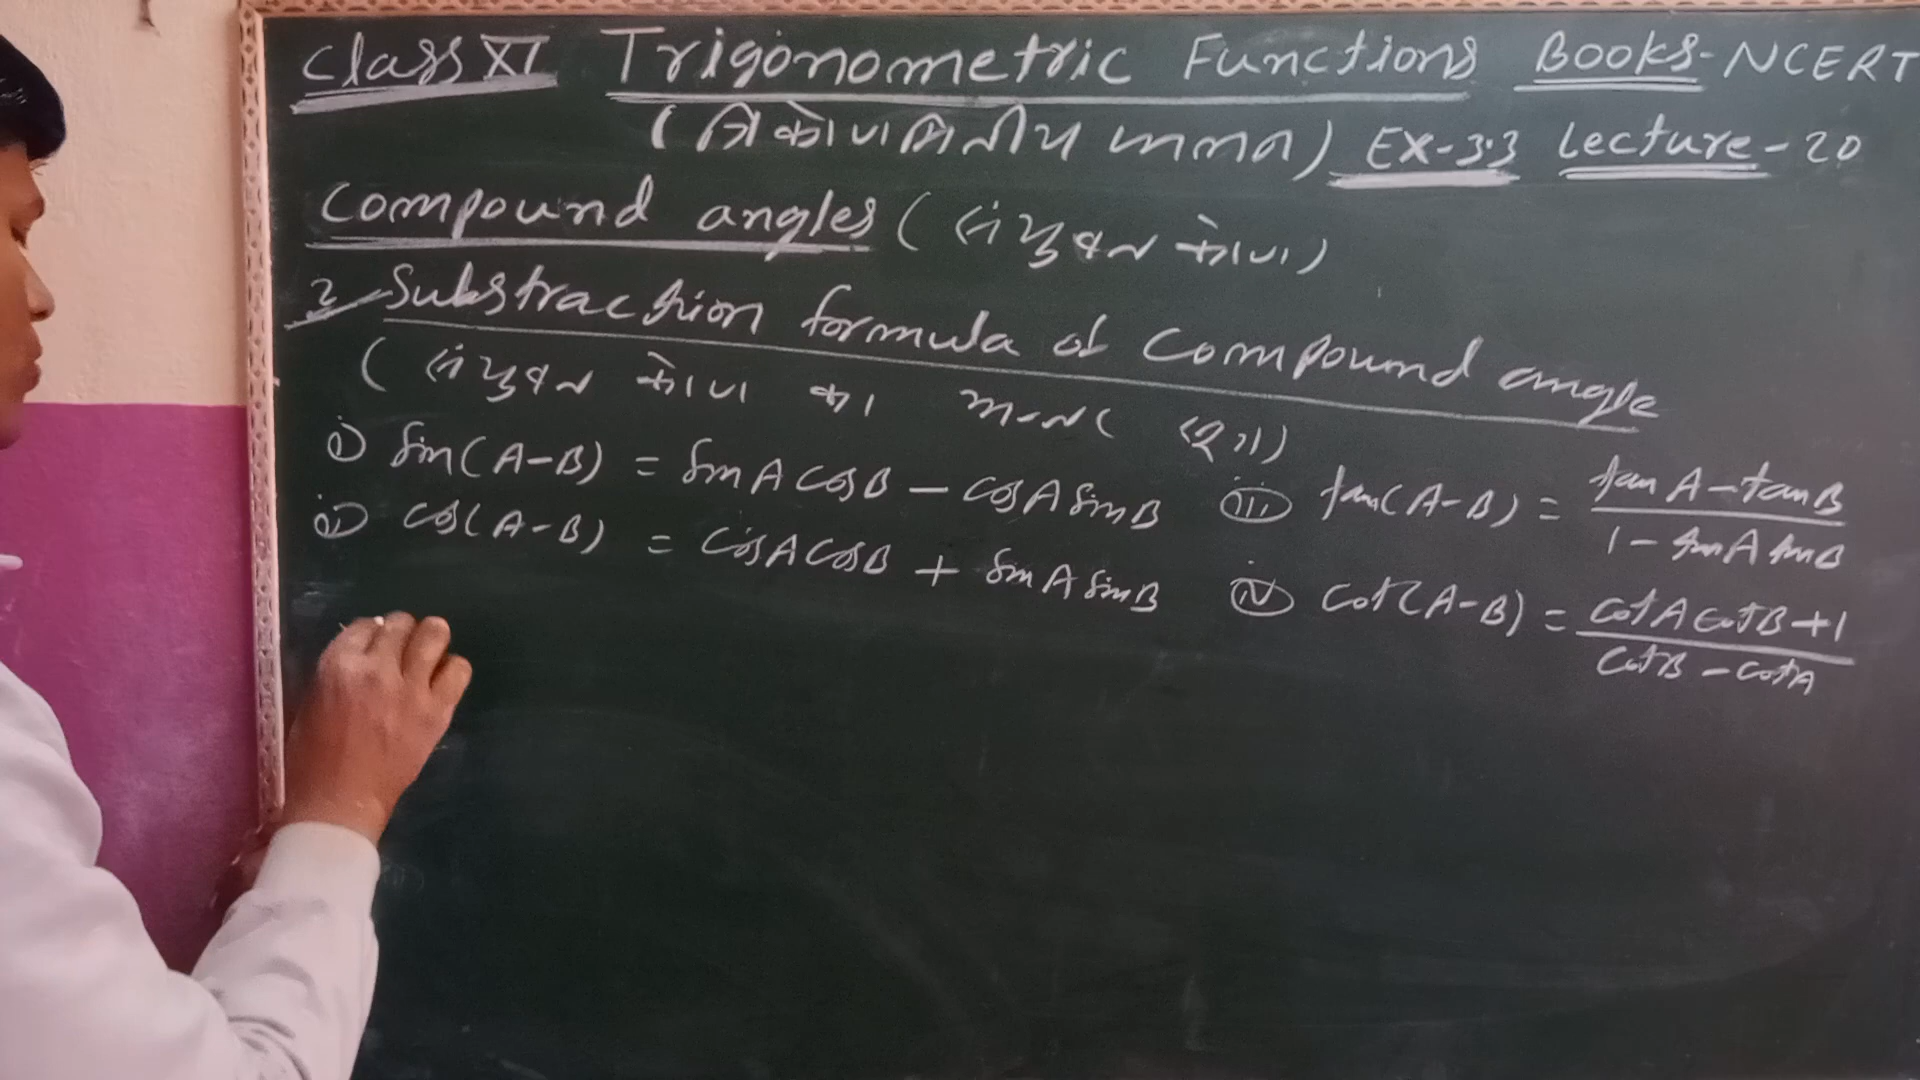 Class XI Trigonometric Functions Books-NCERT
(त्रिकोणमितीय फलन) EX-3.3 Lecture-20
Compound angles (संयुक्त कोण)
2 Substraction formula of Compound angle
(संयुक्त कोण का अन्तर सूत्र)
i) Sin(A-B) = SinA CosB - CosA SinB
ii) Cos(A-B) = CosA CosB + SinA SinB
iii) tan(A-B) = tanA-tanB / 1-tanA tanB
iv) Cot(A-B) = CotA CotB+1 / CotB-CotA